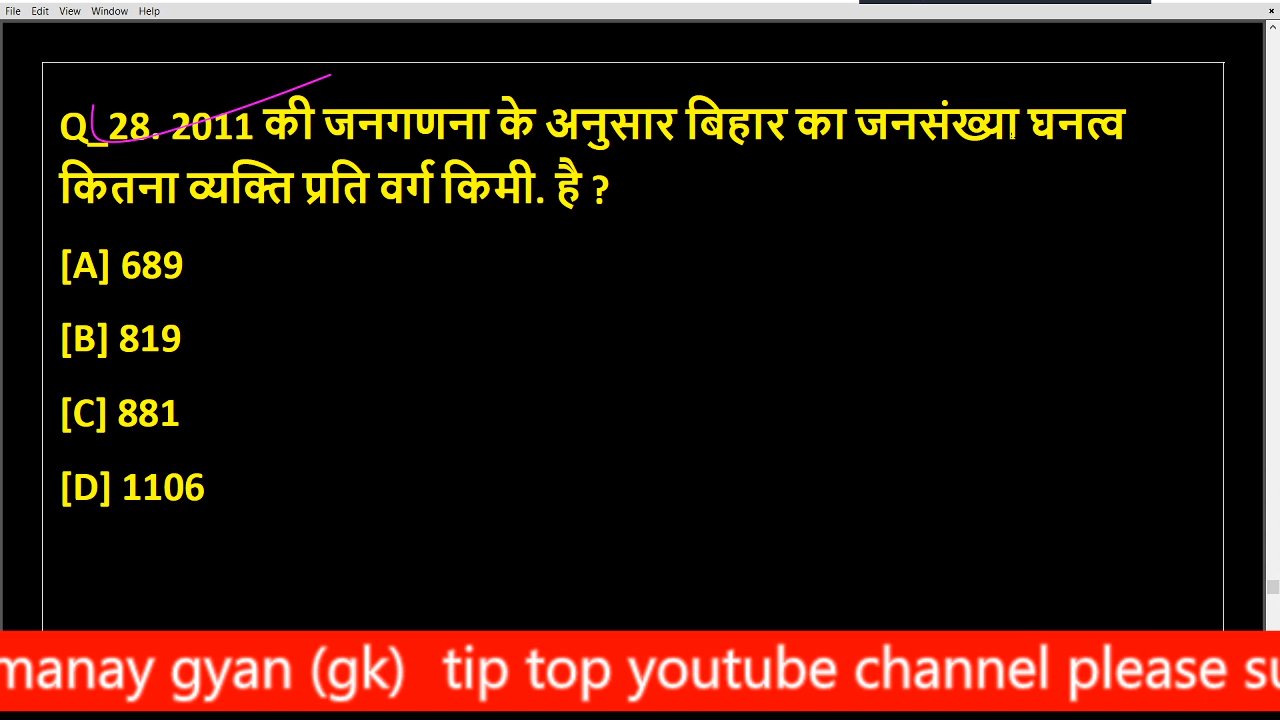 File Edit View Window Help
Q_28. 2011 की जनगणना के अनुसार बिहार का जनसंख्या घनत्व
कितना व्यक्ति प्रति वर्ग किमी. है ?
[A] 689
[B] 819
[C] 881
[D] 1106
manay gyan (gk) tip top youtube channel please su